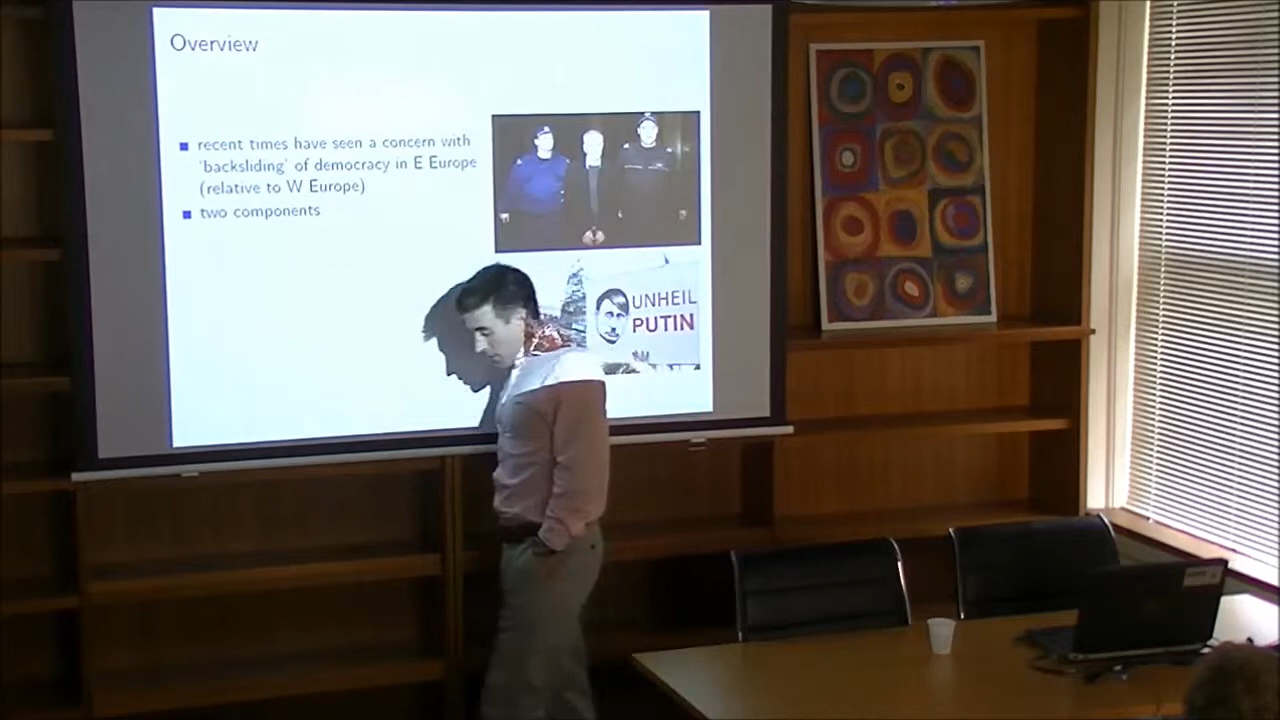 Overview
recent times have seen a concern with
'backsliding' of democracy in E Europe
(relative to W Europe)
two components
UNHEIL
PUTIN